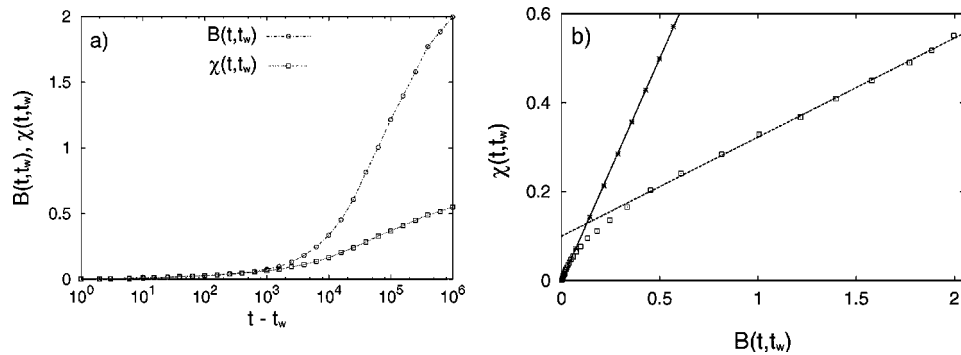 a)
B(t,t_w)
χ(t,t_w)
B(t,t_w), χ(t,t_w)
2
1.5
1
0.5
0
10^0 10^1 10^2 10^3 10^4 10^5 10^6
t - t_w
b)
χ(t,t_w)
0.6
0.4
0.2
0
0 0.5 1 1.5 2
B(t,t_w)